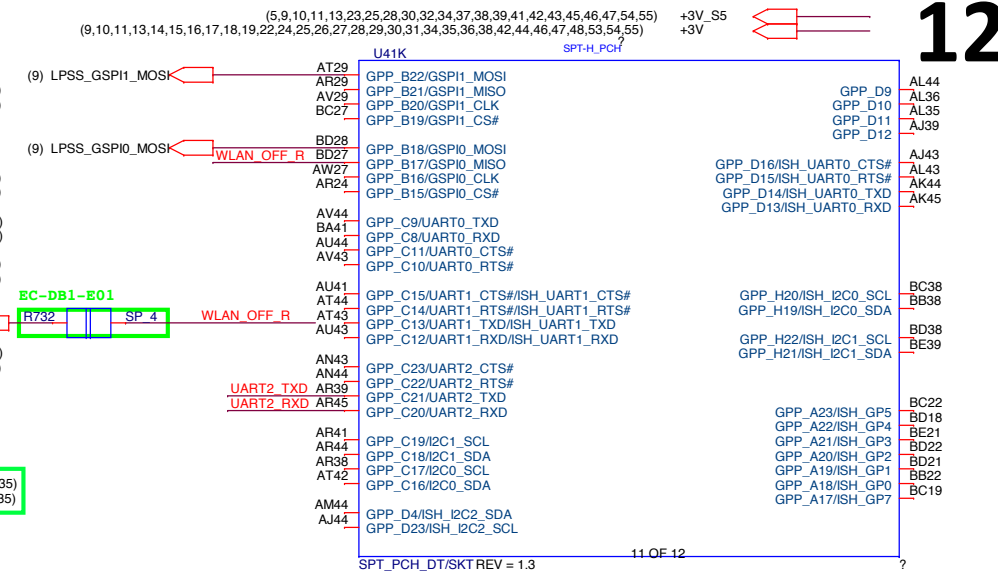 (5,9,10,11,13,23,25,28,30,32,34,37,38,39,41,42,43,45,46,47,54,55) +3V_S5
(9,10,11,13,14,15,16,17,18,19,22,24,25,26,27,28,29,30,31,34,35,36,38,42,44,46,47,48,53,54,55) +3V
12
?
U41K
SPT-H_PCH
(9) LPSS_GSPI1_MOSI
AT29 GPP_B22/GSPI1_MOSI
AR29 GPP_B21/GSPI1_MISO
AV29 GPP_B20/GSPI1_CLK
BC27 GPP_B19/GSPI1_CS#
(9) LPSS_GSPI0_MOSI
BD28 GPP_B18/GSPI0_MOSI
WLAN_OFF_R BD27 GPP_B17/GSPI0_MISO
AW27 GPP_B16/GSPI0_CLK
AR24 GPP_B15/GSPI0_CS#
AV44 GPP_C9/UART0_TXD
BA41 GPP_C8/UART0_RXD
AU44 GPP_C11/UART0_CTS#
AV43 GPP_C10/UART0_RTS#
EC-DB1-E01
R732 SP_4
WLAN_OFF_R
AU41 GPP_C15/UART1_CTS#/ISH_UART1_CTS#
AT44 GPP_C14/UART1_RTS#/ISH_UART1_RTS#
AT43 GPP_C13/UART1_TXD/ISH_UART1_TXD
AU43 GPP_C12/UART1_RXD/ISH_UART1_RXD
AN43 GPP_C23/UART2_CTS#
AN44 GPP_C22/UART2_RTS#
UART2_TXD AR39 GPP_C21/UART2_TXD
UART2_RXD AR45 GPP_C20/UART2_RXD
AR41 GPP_C19/I2C1_SCL
AR44 GPP_C18/I2C1_SDA
AR38 GPP_C17/I2C0_SCL
AT42 GPP_C16/I2C0_SDA
35)
35)
AM44 GPP_D4/ISH_I2C2_SDA
AJ44 GPP_D23/ISH_I2C2_SCL
GPP_D9 AL44
GPP_D10 AL36
GPP_D11 AL35
GPP_D12 AJ39
GPP_D16/ISH_UART0_CTS# AJ43
GPP_D15/ISH_UART0_RTS# AL43
GPP_D14/ISH_UART0_TXD AK44
GPP_D13/ISH_UART0_RXD AK45
GPP_H20/ISH_I2C0_SCL BC38
GPP_H19/ISH_I2C0_SDA BB38
GPP_H22/ISH_I2C1_SCL BD38
GPP_H21/ISH_I2C1_SDA BE39
GPP_A23/ISH_GP5 BC22
GPP_A22/ISH_GP4 BD18
GPP_A21/ISH_GP3 BE21
GPP_A20/ISH_GP2 BD22
GPP_A19/ISH_GP1 BD21
GPP_A18/ISH_GP0 BB22
GPP_A17/ISH_GP7 BC19
11 OF 12
SPT_PCH_DT/SKT REV = 1.3
?